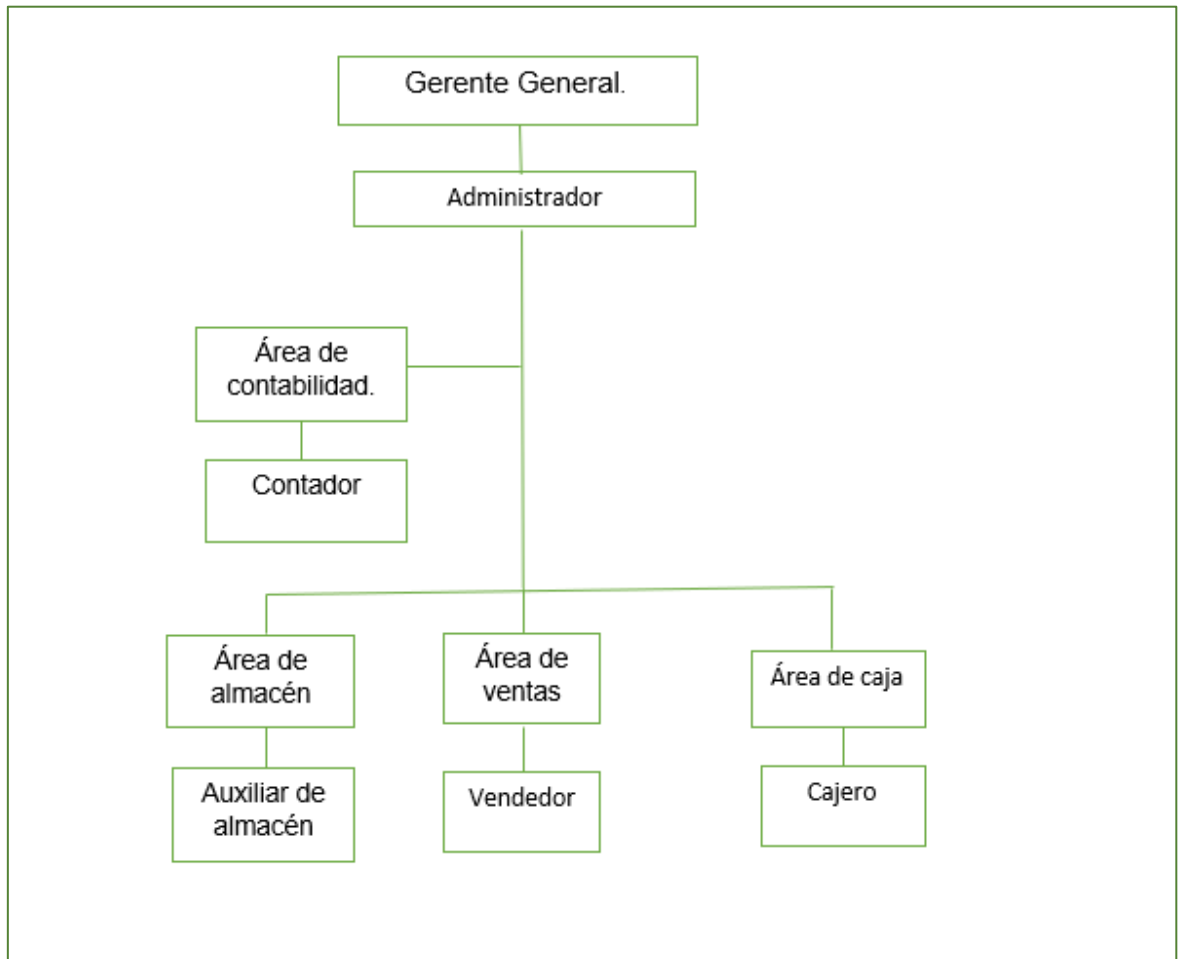 Gerente General.
Administrador
Área de
contabilidad.
Contador
Área de
almacén
Área de
ventas
Área de caja
Auxiliar de
almacén
Vendedor
Cajero